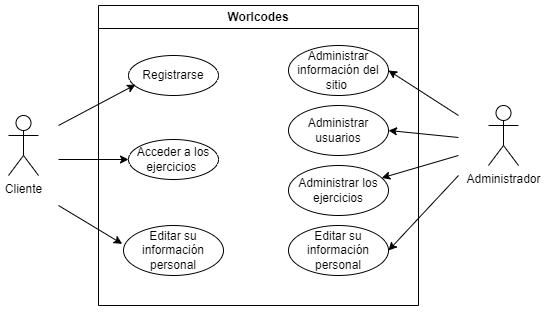 Worlcodes
Registrarse
Administrar
información del
sitio
Administrar
usuarios
Acceder a los
ejercicios
Cliente
Administrador
Administrar los
ejercicios
Editar su
información
personal
Editar su
información
personal